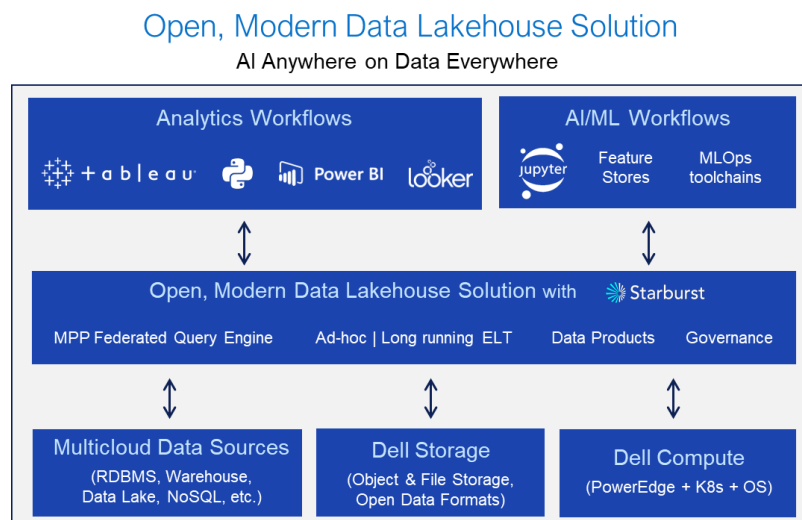 Open, Modern Data Lakehouse Solution
AI Anywhere on Data Everywhere
Analytics Workflows
+ableau
Power BI
looker
AI/ML Workflows
jupyter
Feature
Stores
MLOps
toolchains
Open, Modern Data Lakehouse Solution with Starburst
MPP Federated Query Engine
Ad-hoc | Long running ELT
Data Products
Governance
Multicloud Data Sources
(RDBMS, Warehouse,
Data Lake, NoSQL, etc.)
Dell Storage
(Object & File Storage,
Open Data Formats)
Dell Compute
(PowerEdge + K8s + OS)